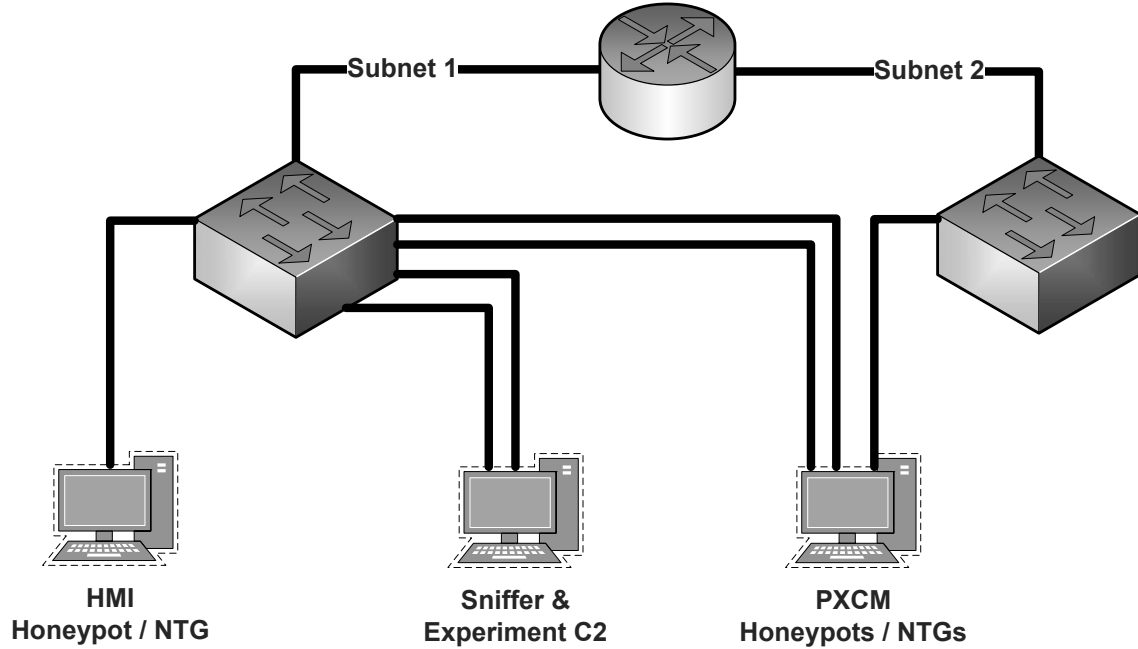 Subnet 1
Subnet 2
HMI
Honeypot / NTG
Sniffer &
Experiment C2
PXCM
Honeypots / NTGs